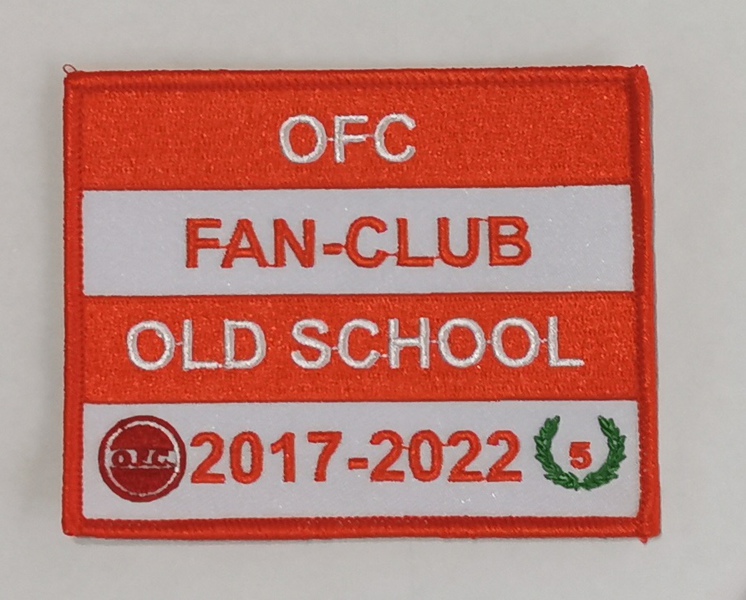 OFC
FAN-CLUB
OLD SCHOOL
O.F.C. 2017-2022 5